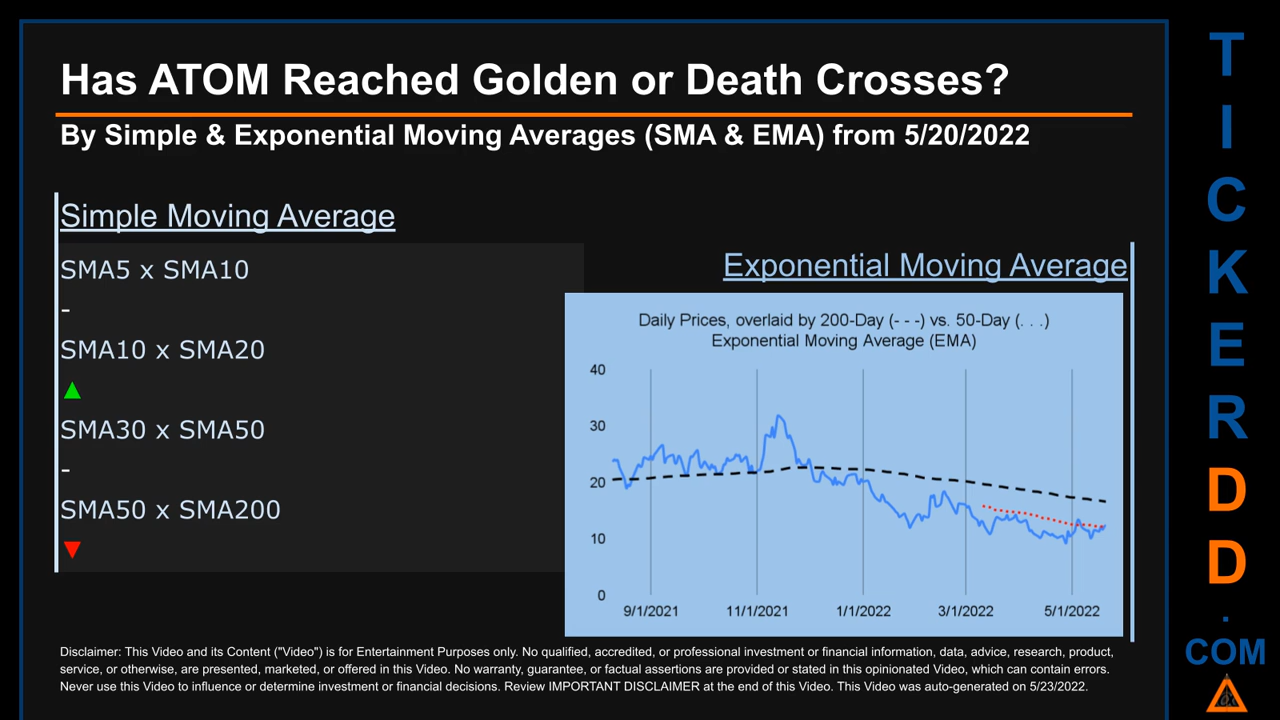 Has ATOM Reached Golden or Death Crosses?
By Simple & Exponential Moving Averages (SMA & EMA) from 5/20/2022
Simple Moving Average
SMA5 x SMA10
-
SMA10 x SMA20
▲
SMA30 x SMA50
-
SMA50 x SMA200
▼
Exponential Moving Average
Daily Prices, overlaid by 200-Day (- - -) vs. 50-Day (. . .)
Exponential Moving Average (EMA)
40
30
20
10
0
9/1/2021 11/1/2021 1/1/2022 3/1/2022 5/1/2022
Disclaimer: This Video and its Content ("Video") is for Entertainment Purposes only. No qualified, accredited, or professional investment or financial information, data, advice, research, product,
service, or otherwise, are presented, marketed, or offered in this Video. No warranty, guarantee, or factual assertions are provided or stated in this opinionated Video, which can contain errors.
Never use this Video to influence or determine investment or financial decisions. Review IMPORTANT DISCLAIMER at the end of this Video. This Video was auto-generated on 5/23/2022.
T
I
C
K
E
R
D
D
.
COM